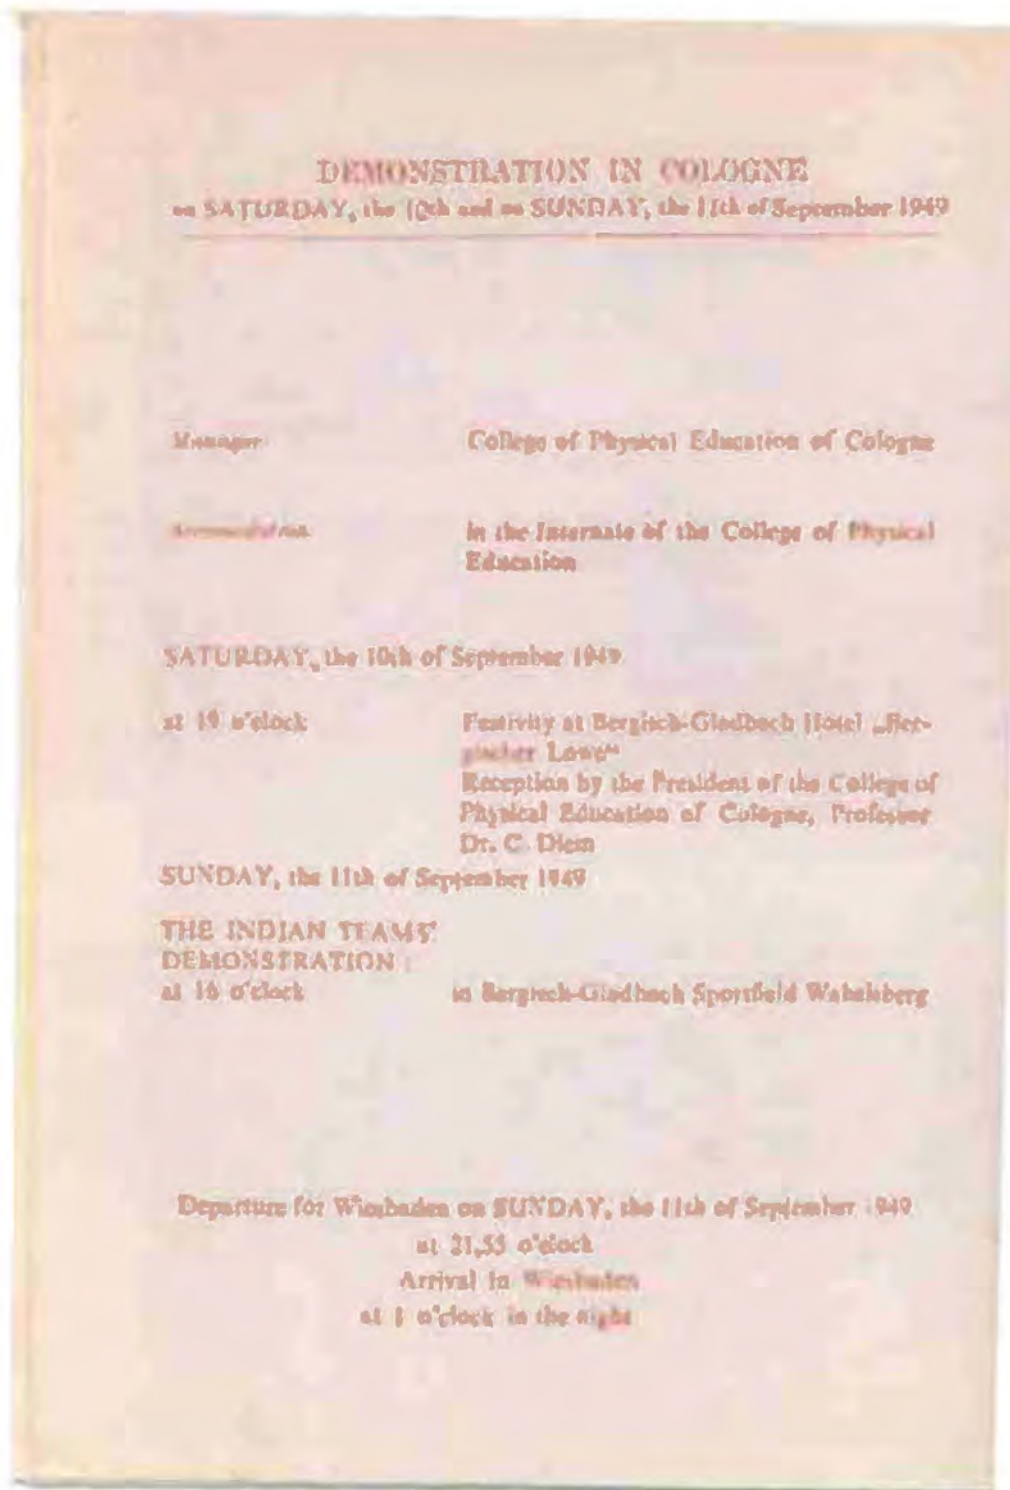 DEMONSTRATION IN COLOGNE
on SATURDAY, the 10th and on SUNDAY, the 11th of September 1949
Manager: College of Physical Education of Cologne
in the Internate of the College of Physical
Education
SATURDAY, the 10th of September 1949
at 19 o'clock Festivity at Bergisch-Gladbach Hotel „Ber-
gischer Löwe“
Reception by the President of the College of
Physical Education of Cologne, Professor
Dr. C. Diem
SUNDAY, the 11th of September 1949
THE INDIAN TEAMS'
DEMONSTRATION :
at 16 o'clock in Bergisch-Gladbach Sportfield
Departure for Wiesbaden on SUNDAY, the 11th of September 1949
at 21,55 o'clock
Arrival in Wiesbaden
at 1 o'clock in the night